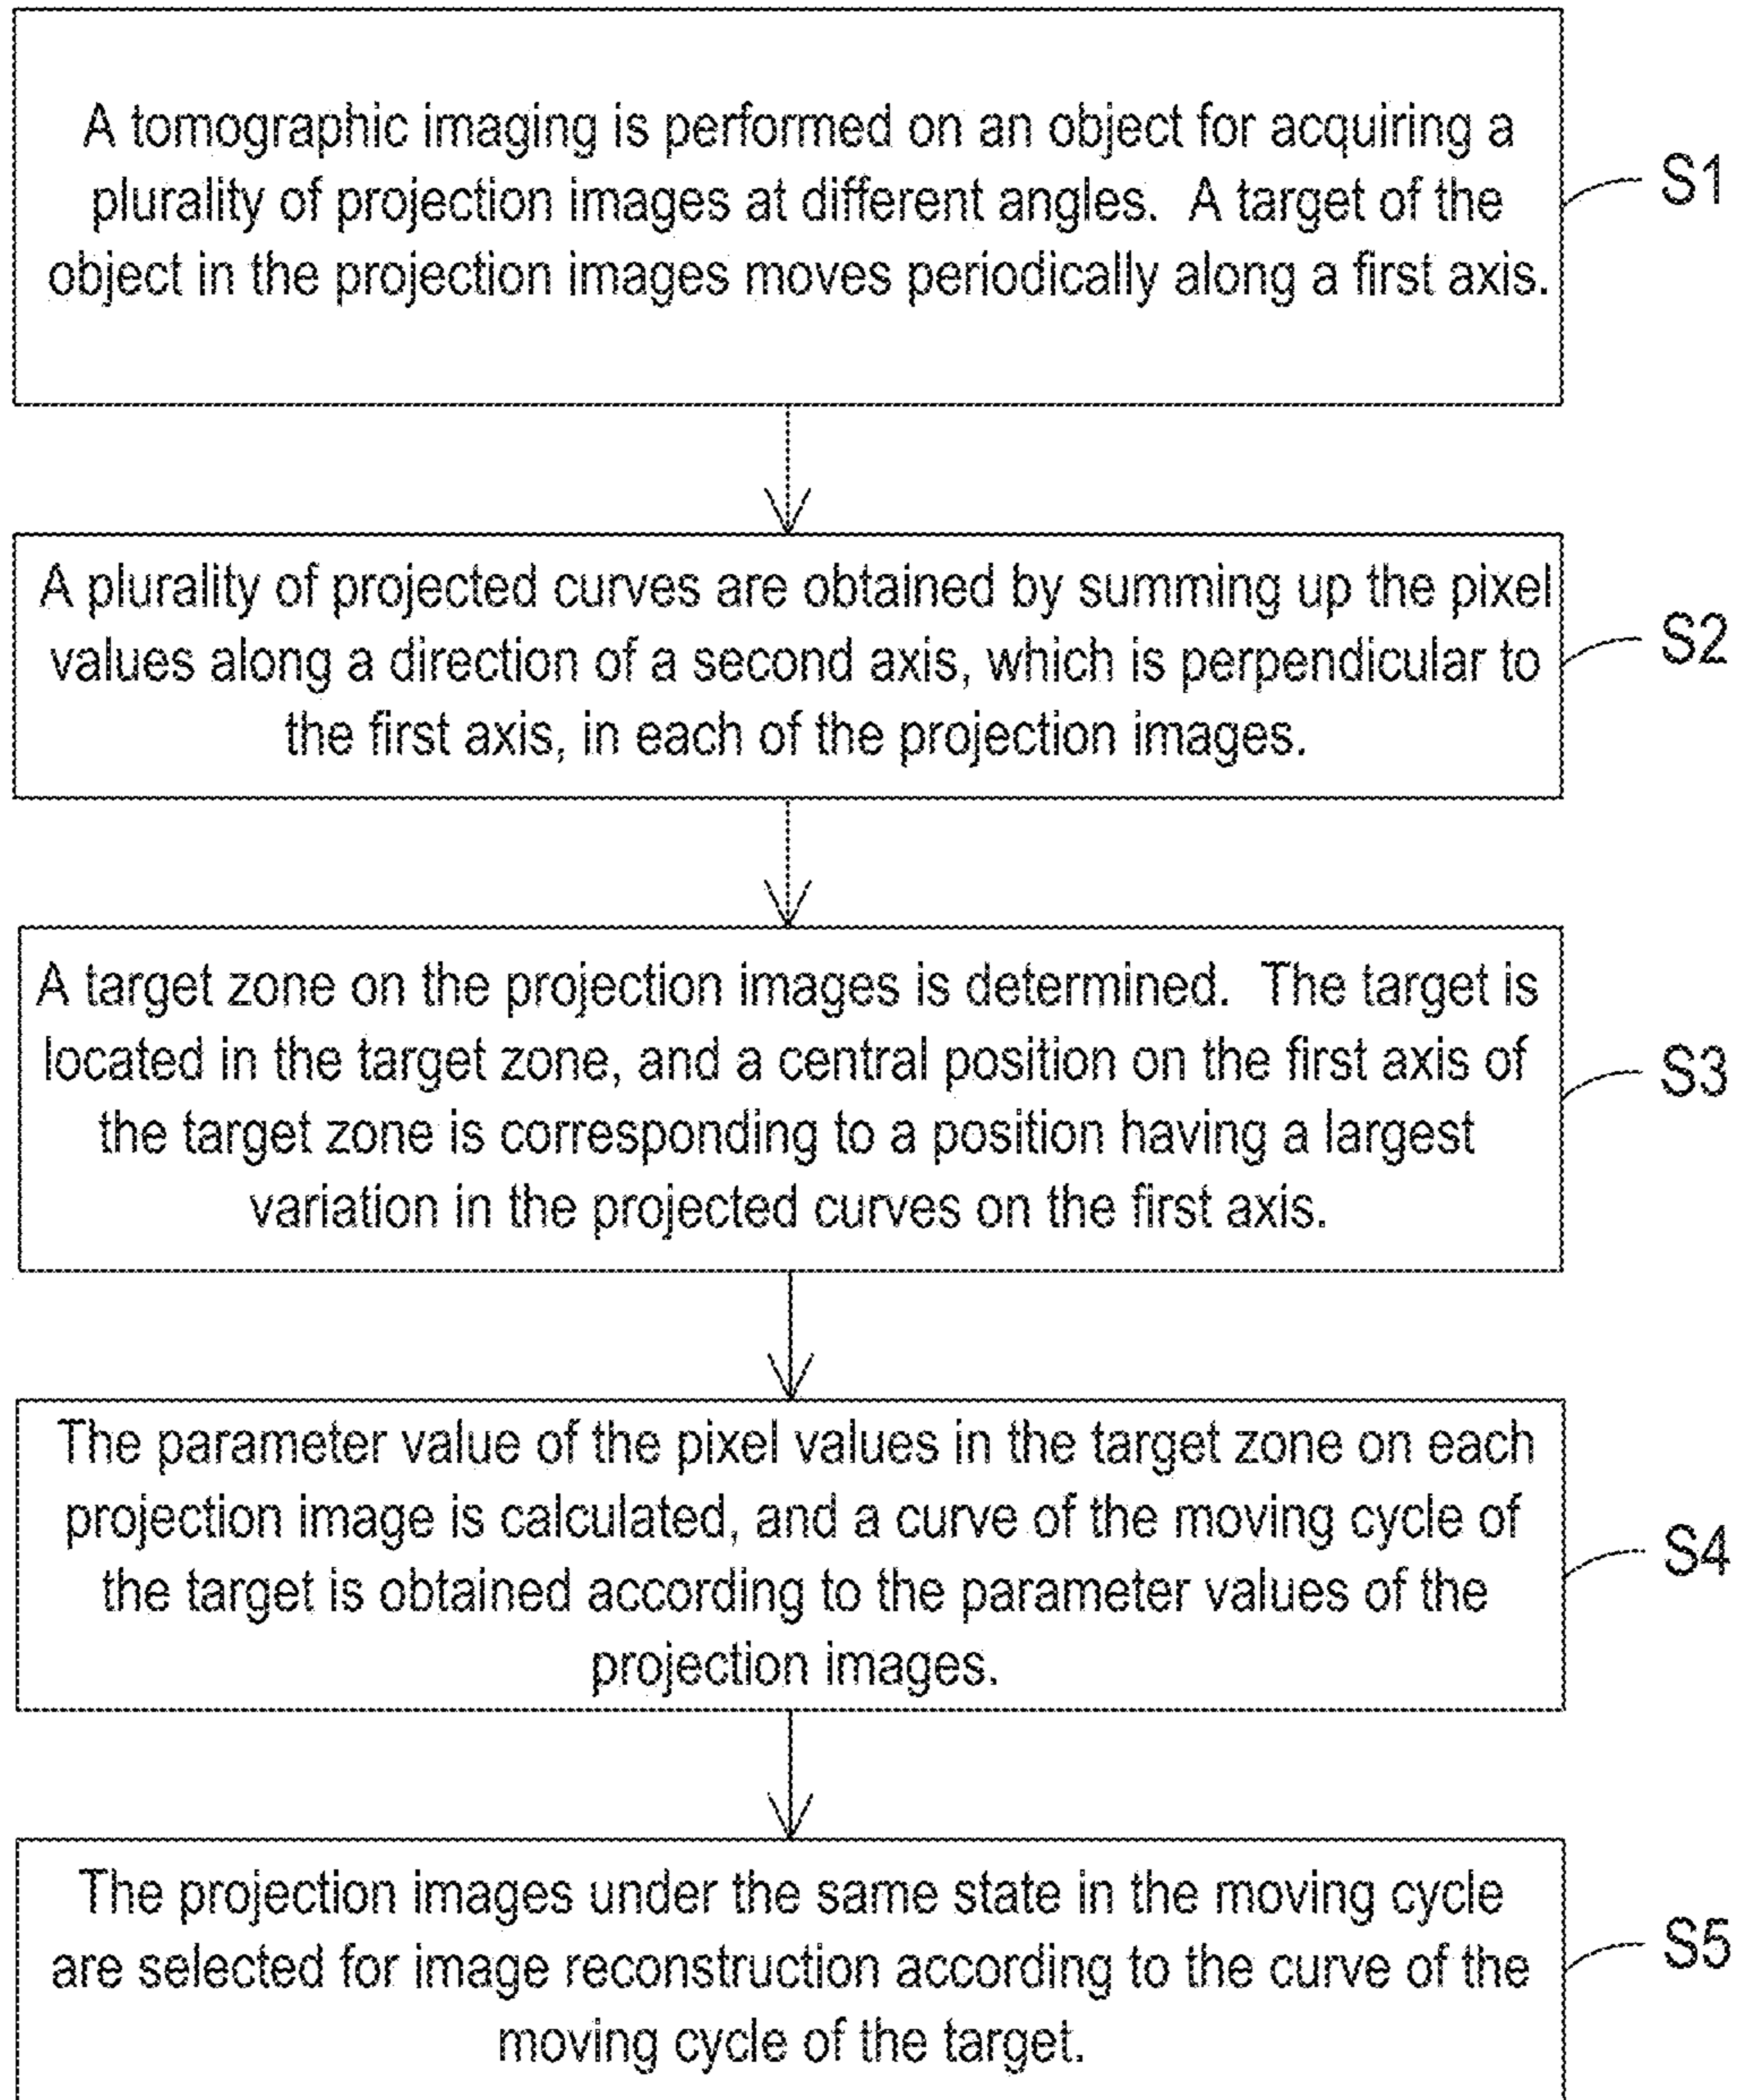 A tomographic imaging is performed on an object for acquiring a
plurality of projection images at different angles. A target of the
object in the projection images moves periodically along a first axis.
S1
A plurality of projected curves are obtained by summing up the pixel
values along a direction of a second axis, which is perpendicular to
the first axis, in each of the projection images.
S2
A target zone on the projection images is determined. The target is
located in the target zone, and a central position on the first axis of
the target zone is corresponding to a position having a largest
variation in the projected curves on the first axis.
S3
The parameter value of the pixel values in the target zone on each
projection image is calculated, and a curve of the moving cycle of
the target is obtained according to the parameter values of the
projection images.
S4
The projection images under the same state in the moving cycle
are selected for image reconstruction according to the curve of the
moving cycle of the target.
S5